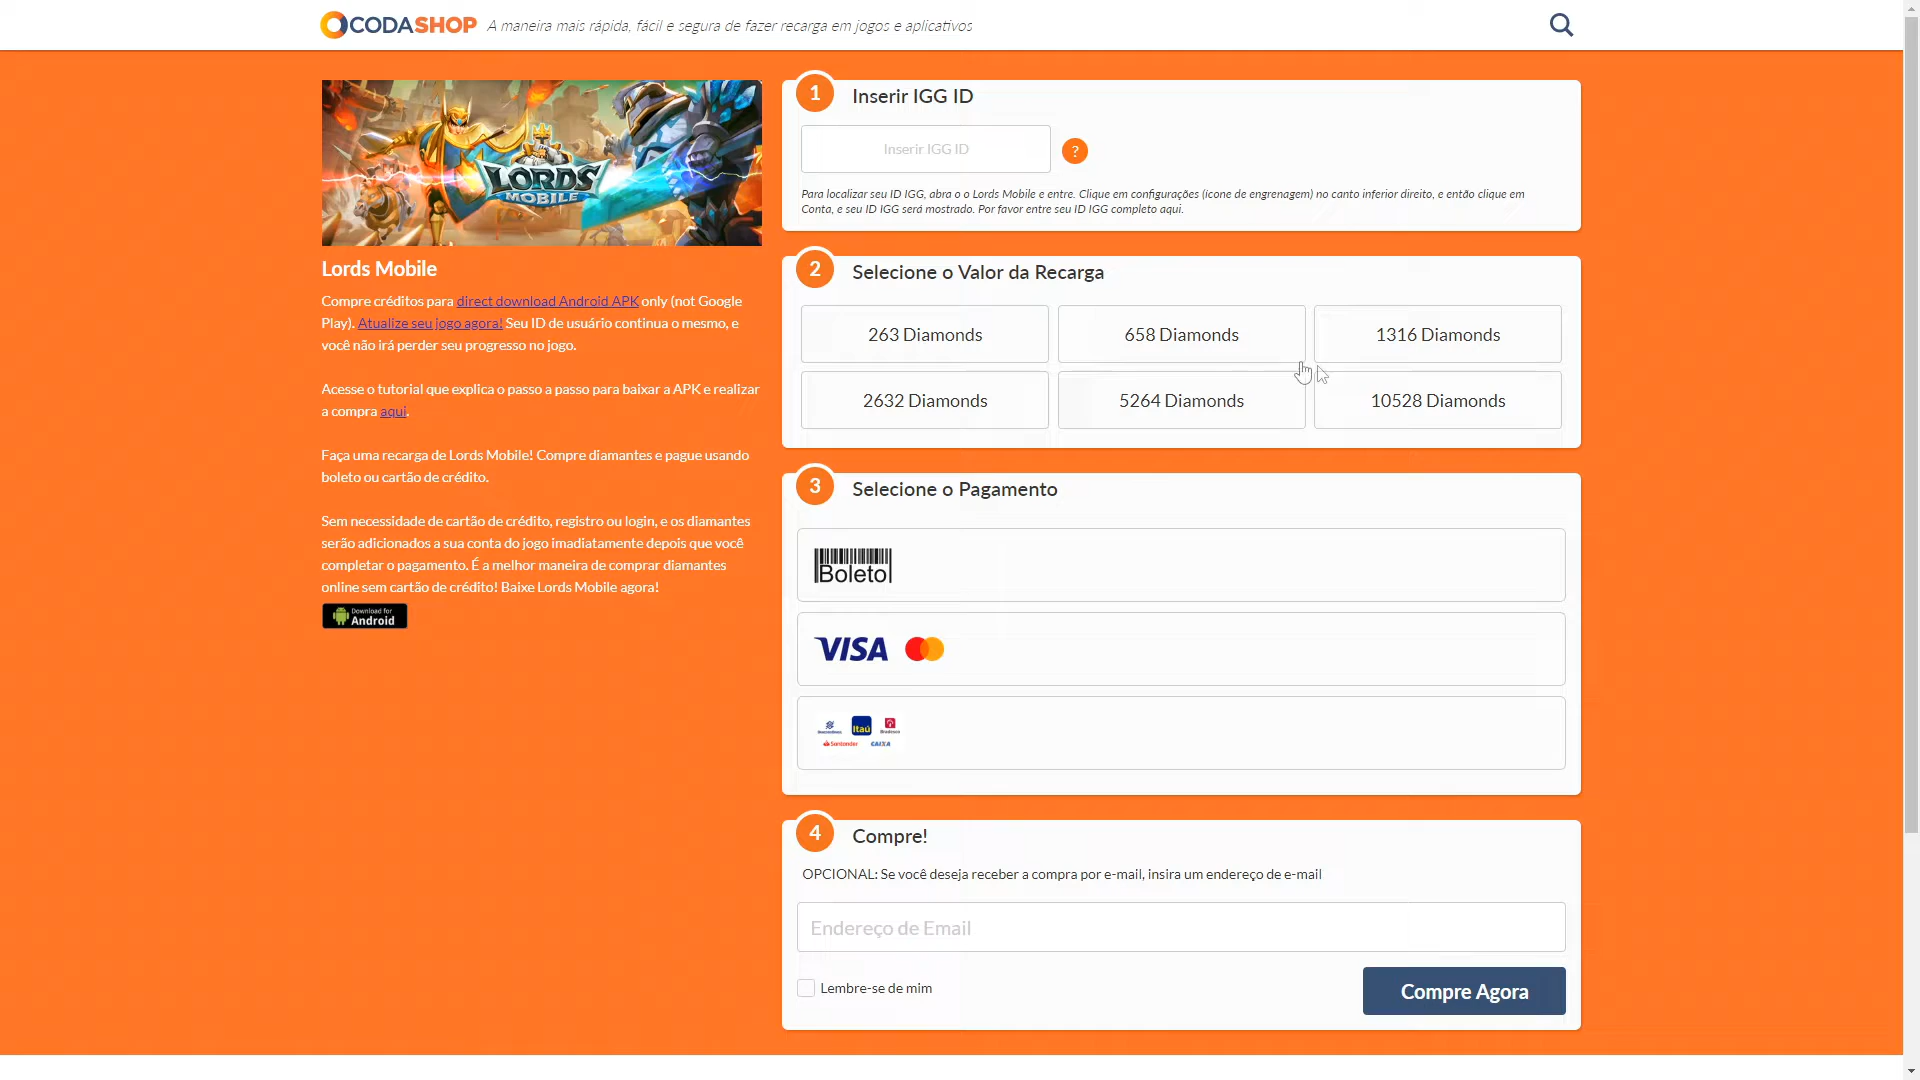 CODASHOP A maneira mais rápida, fácil e segura de fazer recarga em jogos e aplicativos
LORDS
MOBILE
Lords Mobile
Compre créditos para direct download Android APK only (not Google
Play). Atualize seu jogo agora! Seu ID de usuário continua o mesmo, e
você não irá perder seu progresso no jogo.
Acesse o tutorial que explica o passo a passo para baixar a APK e realizar
a compra aqui.
Faça uma recarga de Lords Mobile! Compre diamantes e pague usando
boleto ou cartão de crédito.
Sem necessidade de cartão de crédito, registro ou login, e os diamantes
serão adicionados a sua conta do jogo imadiatamente depois que você
completar o pagamento. É a melhor maneira de comprar diamantes
online sem cartão de crédito! Baixe Lords Mobile agora!
Download for
Android
1 Inserir IGG ID
Inserir IGG ID ?
Para localizar seu ID IGG, abra o o Lords Mobile e entre. Clique em configurações (ícone de engrenagem) no canto inferior direito, e então clique em
Conta, e seu ID IGG será mostrado. Por favor entre seu ID IGG completo aqui.
2 Selecione o Valor da Recarga
263 Diamonds 658 Diamonds 1316 Diamonds
2632 Diamonds 5264 Diamonds 10528 Diamonds
3 Selecione o Pagamento
Boleto
VISA
Itaú Bradesco
Santander CAIXA
4 Compre!
OPCIONAL: Se você deseja receber a compra por e-mail, insira um endereço de e-mail
Endereço de Email
Lembre-se de mim Compre Agora